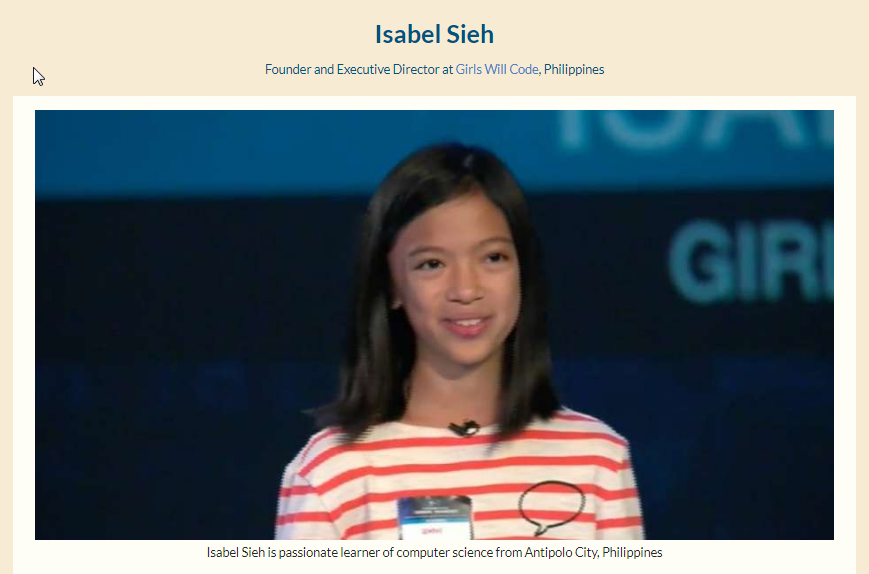 Isabel Sieh
Founder and Executive Director at Girls Will Code, Philippines
GIR
Isabel Sieh is passionate learner of computer science from Antipolo City, Philippines